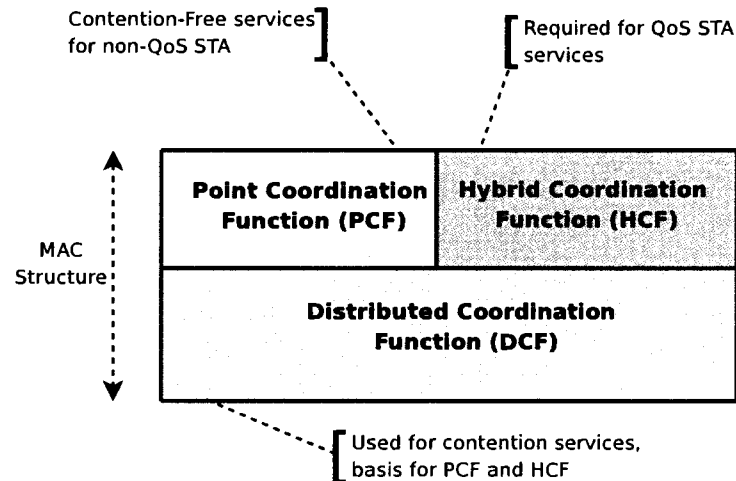 Contention-Free services
for non-QoS STA
Required for QoS STA
services
Point Coordination
Function (PCF)
Hybrid Coordination
Function (HCF)
MAC
Structure
Distributed Coordination
Function (DCF)
Used for contention services,
basis for PCF and HCF